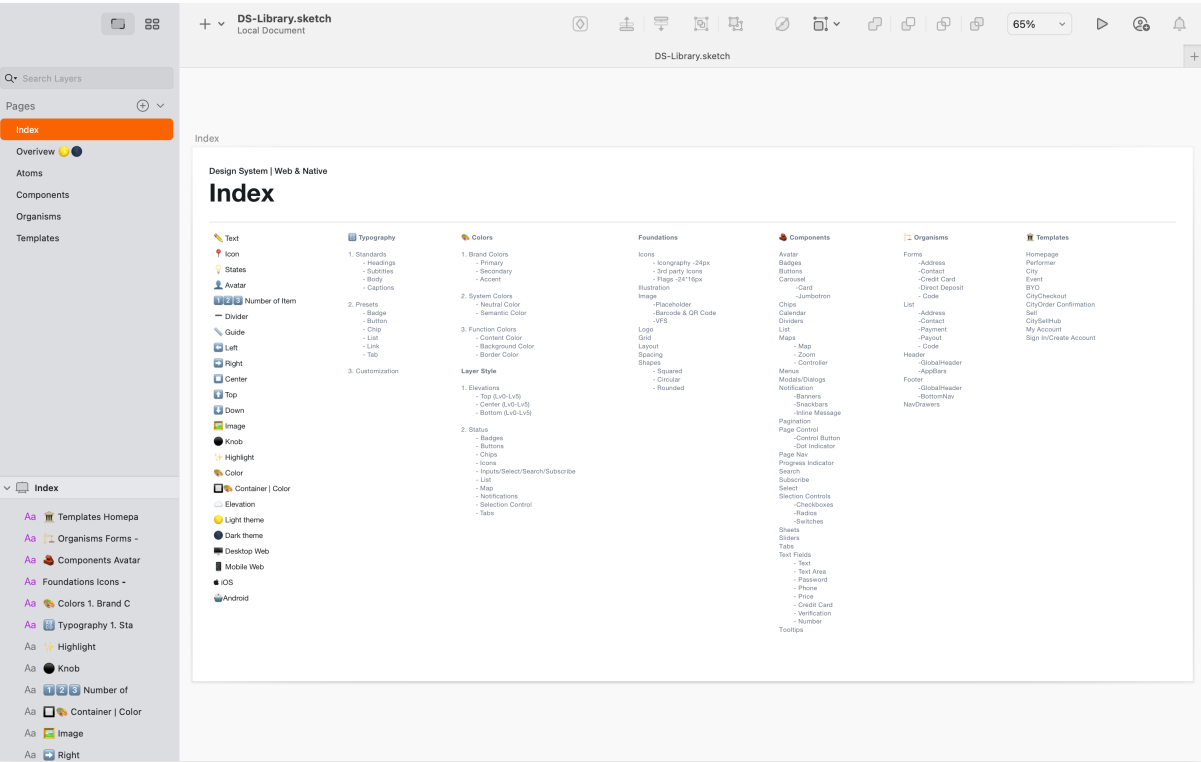 DS-Library.sketch
Local Document
65%
DS-Library.sketch
Search Layers
Pages
Index
Overivew
Atoms
Components
Organisms
Templates
Index
Design System | Web & Native
Index
Text
Icon
States
Avatar
1 2 3 Number of Item
Divider
Guide
Left
Right
Center
Top
Down
Image
Knob
Highlight
Color
Container | Color
Elevation
Light theme
Dark theme
Desktop Web
Mobile Web
iOS
Android
Typography
1. Standards
- Headings
- Subtitles
- Body
- Captions
2. Presets
- Badge
- Button
- Chip
- List
- Link
- Tab
3. Customization
Colors
1. Brand Colors
- Primary
- Secondary
- Accent
2. System Colors
- Neutral Color
- Semantic Color
3. Function Colors
- Content Color
- Background Color
- Border Color
Layer Style
1. Elevations
- Top (Lv0-Lv5)
- Center (Lv0-Lv5)
- Bottom (Lv0-Lv5)
2. Status
- Badges
- Buttons
- Chips
- Icons
- Inputs/Select/Search/Subscribe
- List
- Map
- Notifications
- Selection Control
- Tabs
Foundations
Icons
- Icongraphy -24px
- 3rd party Icons
- Flags -24*16px
Illustration
Image
-Placeholder
-Barcode & QR Code
-VFS
Logo
Grid
Layout
Spacing
Shapes
- Squared
- Circular
- Rounded
Components
Avatar
Badges
Buttons
Carousel
-Card
-Jumbotron
Chips
Calendar
Dividers
List
Maps
- Map
- Zoom
- Controller
Menus
Modals/Dialogs
Notification
-Banners
-Snackbars
-Inline Message
Pagination
Page Control
-Control Button
-Dot Indicator
Page Nav
Progress Indicator
Search
Subscribe
Select
Slection Controls
-Checkboxes
-Radios
-Switches
Sheets
Sliders
Tabs
Text Fields
- Text
- Text Area
- Password
- Phone
- Price
- Credit Card
- Verification
- Number
Tooltips
Organisms
Forms
-Address
-Contact
-Credit Card
-Direct Deposit
- Code
List
-Address
-Contact
-Payment
-Payout
- Code
Header
-GlobalHeader
-AppBars
Footer
-GlobalHeader
-BottomNav
NavDrawers
Templates
Homepage
Performer
City
Event
BYO
CityCheckout
CityOrder Confirmation
Sell
CitySellHub
My Account
Sign In/Create Account
Index
Aa Templates Homepa
Aa Organisms Forms -
Aa Components Avatar
Aa Foundations Icons -
Aa Colors 1. Brand C
Aa Typography 1. Sta
Aa Highlight
Aa Knob
Aa 1 2 3 Number of
Aa Container | Color
Aa Image
Aa Right